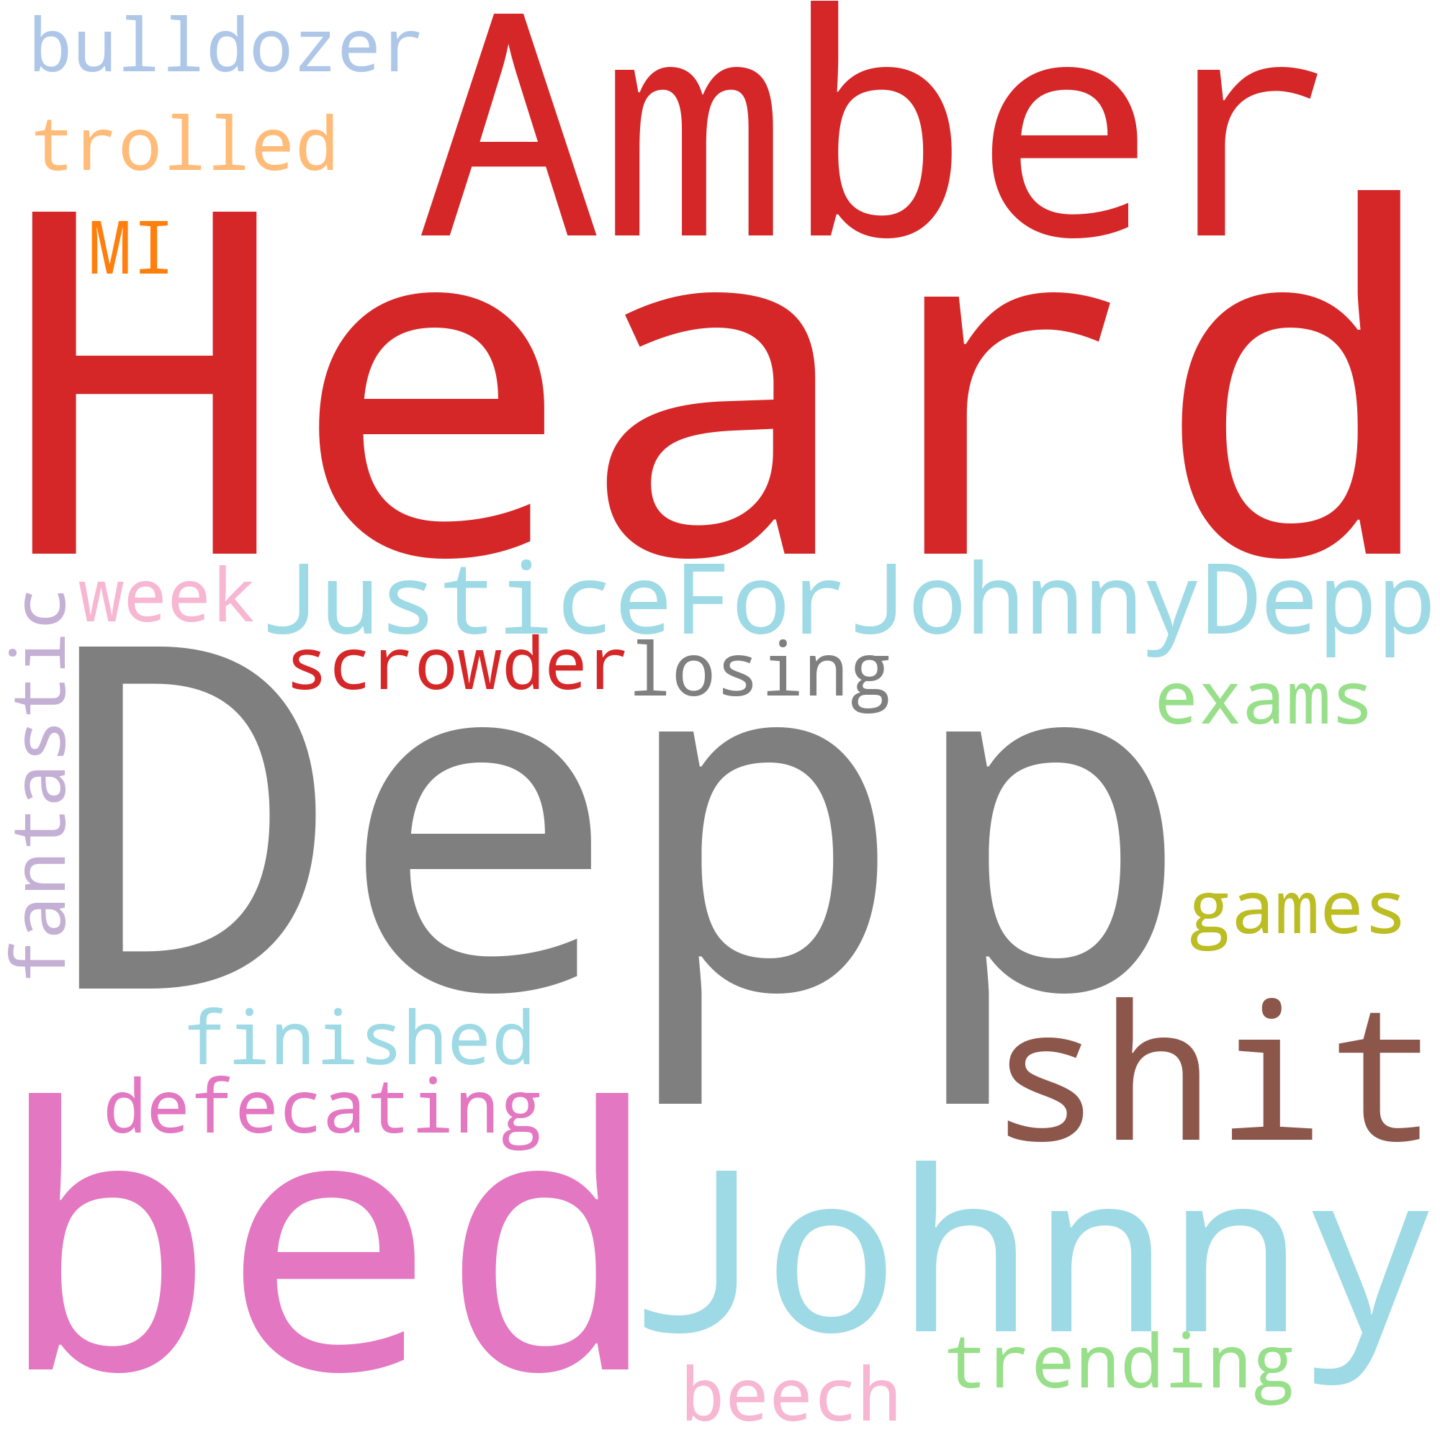 bulldozer
Amber
trolled
MI
Heard
fantastic
week
JusticeForJohnnyDepp
scrowder
losing
exams
Depp
games
finished
shit
defecating
bed
Johnny
trending
beech